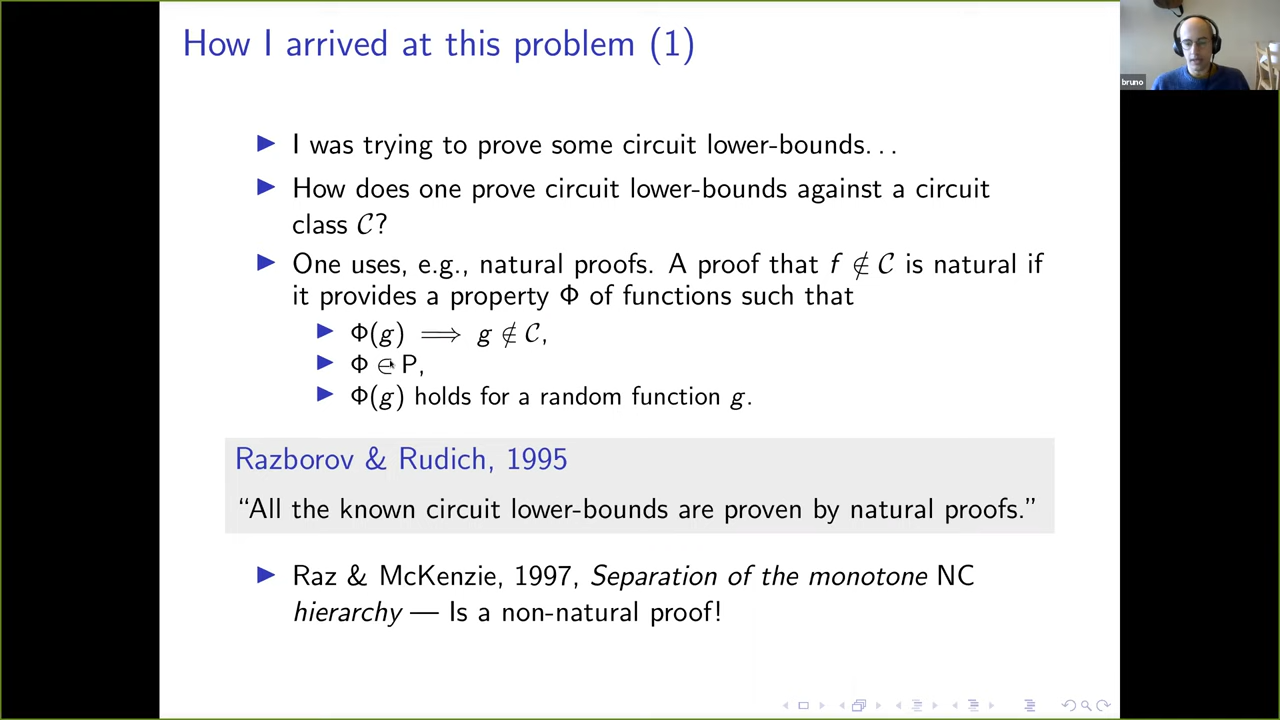 How I arrived at this problem (1)
bruno
▶ I was trying to prove some circuit lower-bounds. . .
▶ How does one prove circuit lower-bounds against a circuit
class 𝒞?
▶ One uses, e.g., natural proofs. A proof that f ∉ 𝒞 is natural if
it provides a property Φ of functions such that
▶ Φ(g) ⟹ g ∉ 𝒞,
▶ Φ ∈ P,
▶ Φ(g) holds for a random function g.
Razborov & Rudich, 1995
“All the known circuit lower-bounds are proven by natural proofs.”
▶ Raz & McKenzie, 1997, Separation of the monotone NC
hierarchy — Is a non-natural proof!